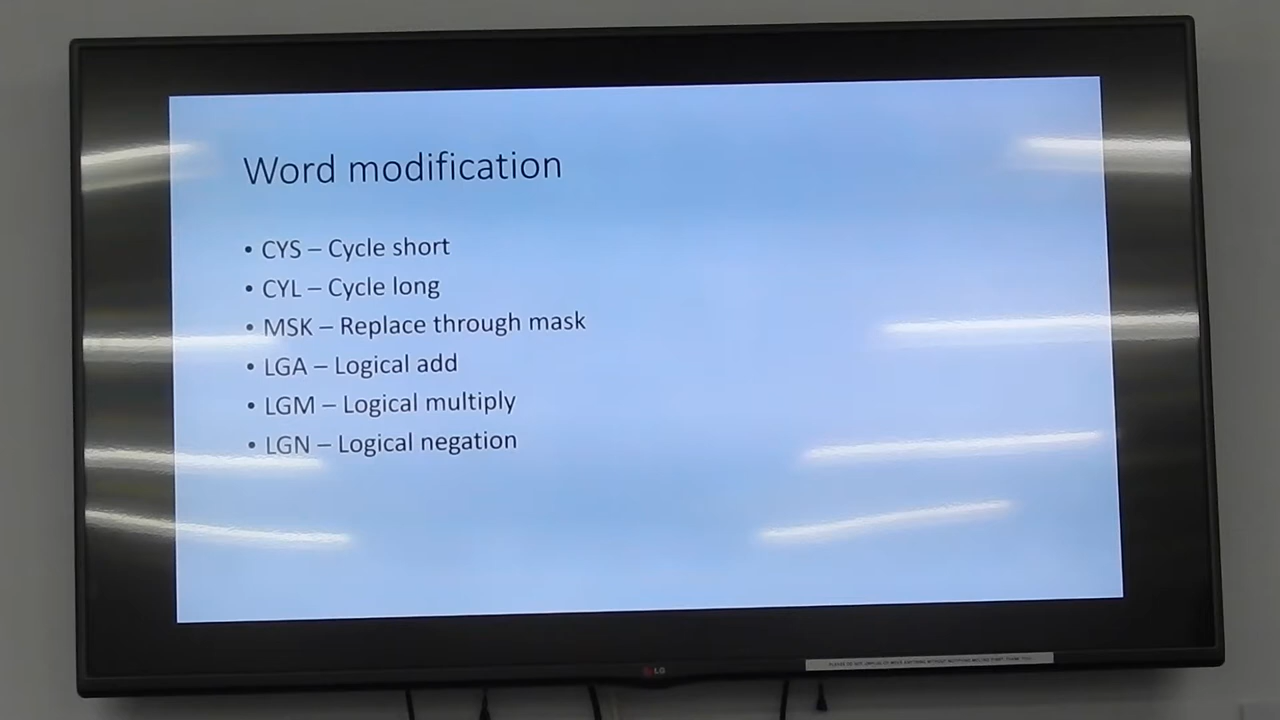 Word modification
• CYS – Cycle short
• CYL – Cycle long
• MSK – Replace through mask
• LGA – Logical add
• LGM – Logical multiply
• LGN – Logical negation
LG